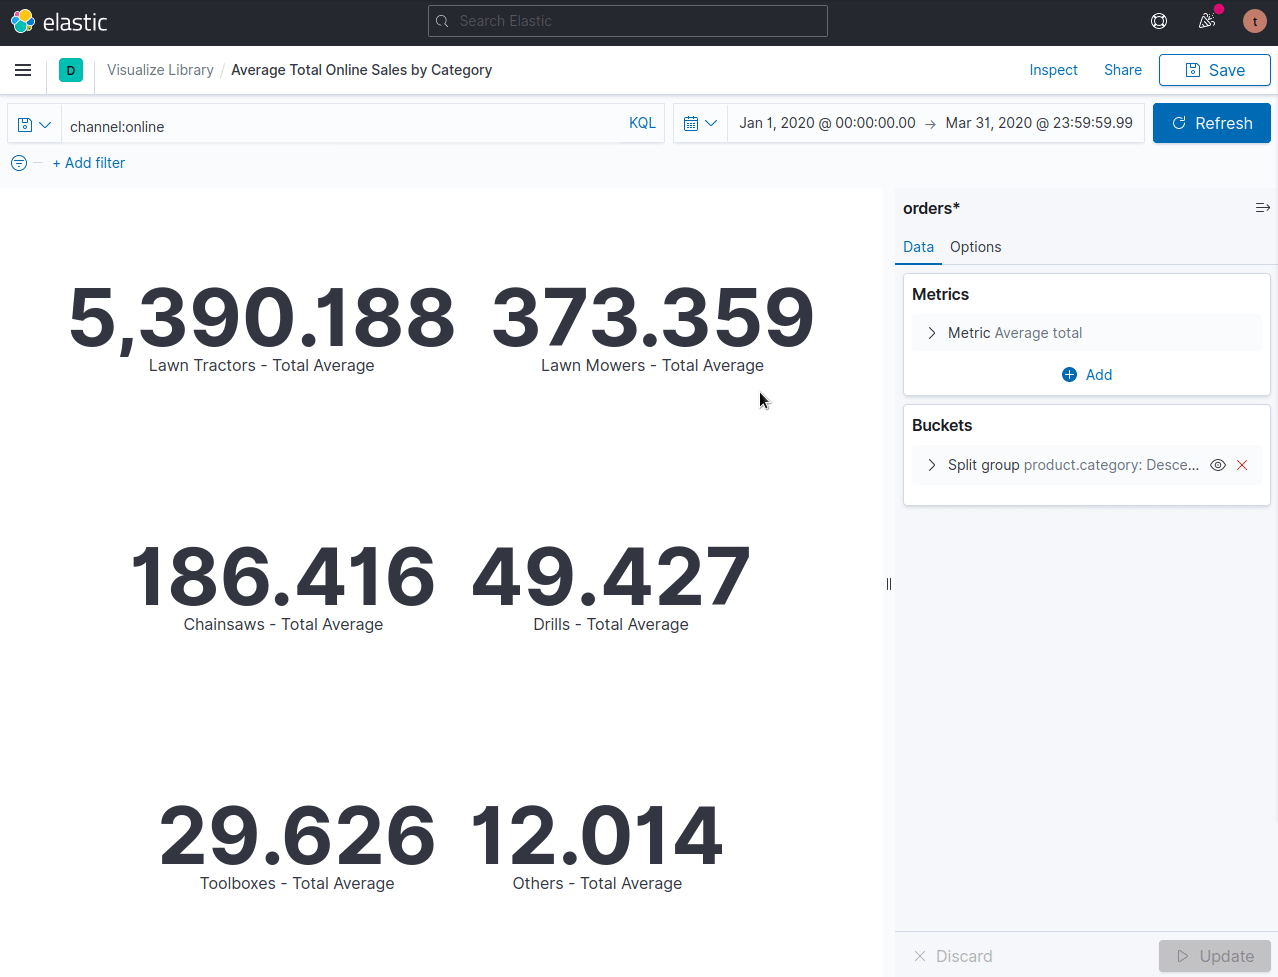 elastic
Search Elastic
t
D
Visualize Library / Average Total Online Sales by Category
Inspect
Share
Save
channel:online
KQL
Jan 1, 2020 @ 00:00:00.00 → Mar 31, 2020 @ 23:59:59.99
Refresh
+ Add filter
5,390.188
Lawn Tractors - Total Average
373.359
Lawn Mowers - Total Average
186.416
Chainsaws - Total Average
49.427
Drills - Total Average
29.626
Toolboxes - Total Average
12.014
Others - Total Average
orders*
Data
Options
Metrics
Metric Average total
Add
Buckets
Split group product.category: Desce...
Discard
Update